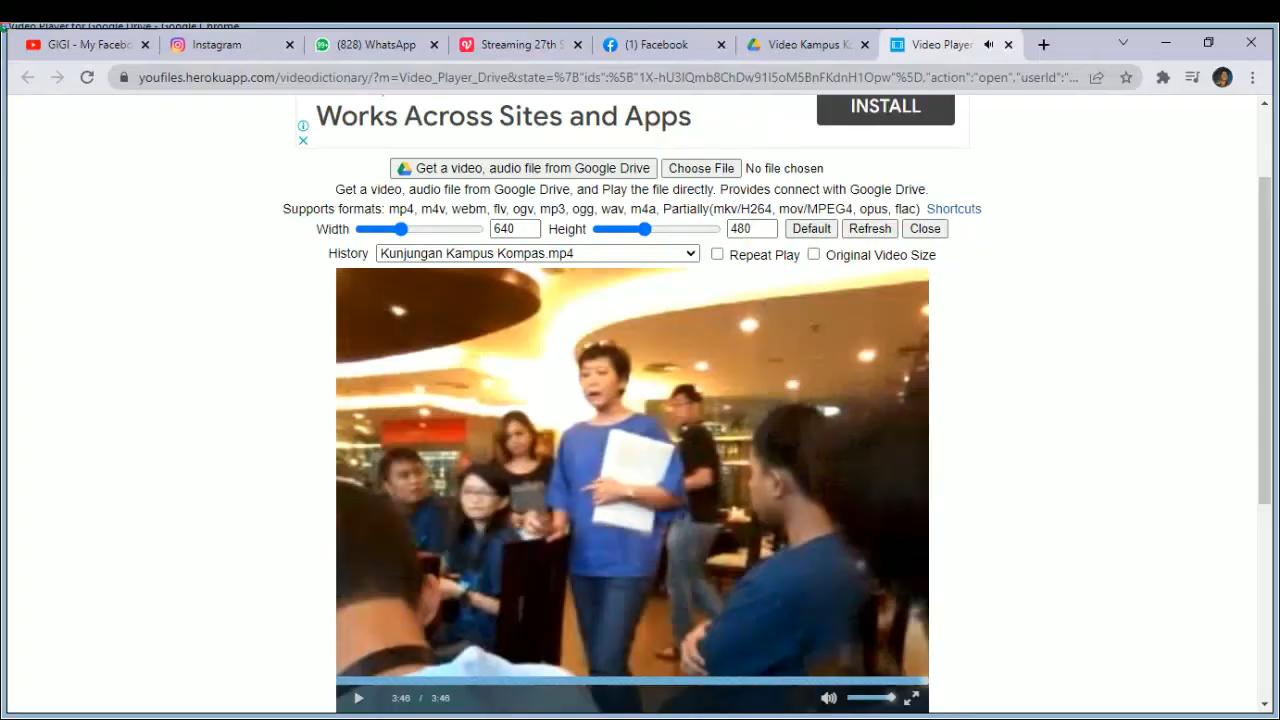 Video Player for Google Drive - Google Chrome
GIGI - My Facebo
Instagram
(828) WhatsApp
Streaming 27th S
(1) Facebook
Video Kampus Ko
Video Player
youfiles.herokuapp.com/videodictionary/?m=Video_Player_Drive&state=%7B"ids":%5B"1X-hU3IQmb8ChDw91I5oM5BnFKdnH1Opw"%5D,"action":"open","userId":"...
Works Across Sites and Apps
INSTALL
Get a video, audio file from Google Drive
Choose File No file chosen
Get a video, audio file from Google Drive, and Play the file directly. Provides connect with Google Drive.
Supports formats: mp4, m4v, webm, flv, ogv, mp3, ogg, wav, m4a, Partially(mkv/H264, mov/MPEG4, opus, flac) Shortcuts
Width 640 Height 480 Default Refresh Close
History Kunjungan Kampus Kompas.mp4 Repeat Play Original Video Size
3:46 / 3:46